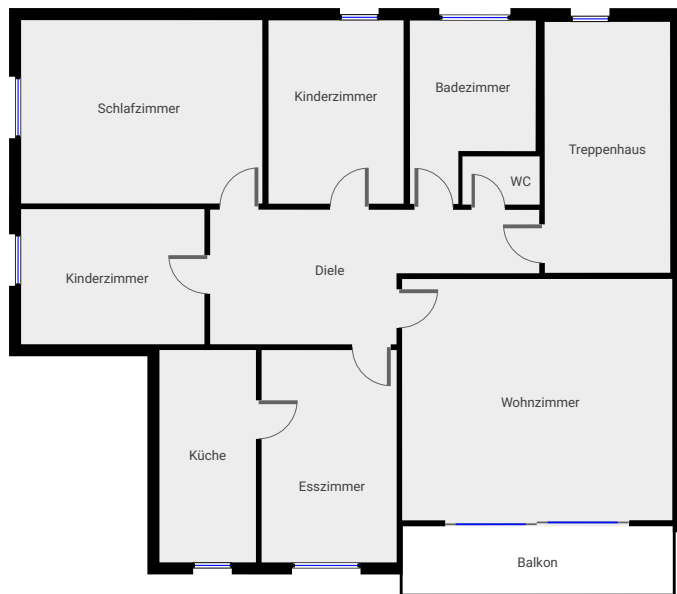 Schlafzimmer
Kinderzimmer
Badezimmer
Treppenhaus
WC
Kinderzimmer
Diele
Wohnzimmer
Küche
Esszimmer
Balkon